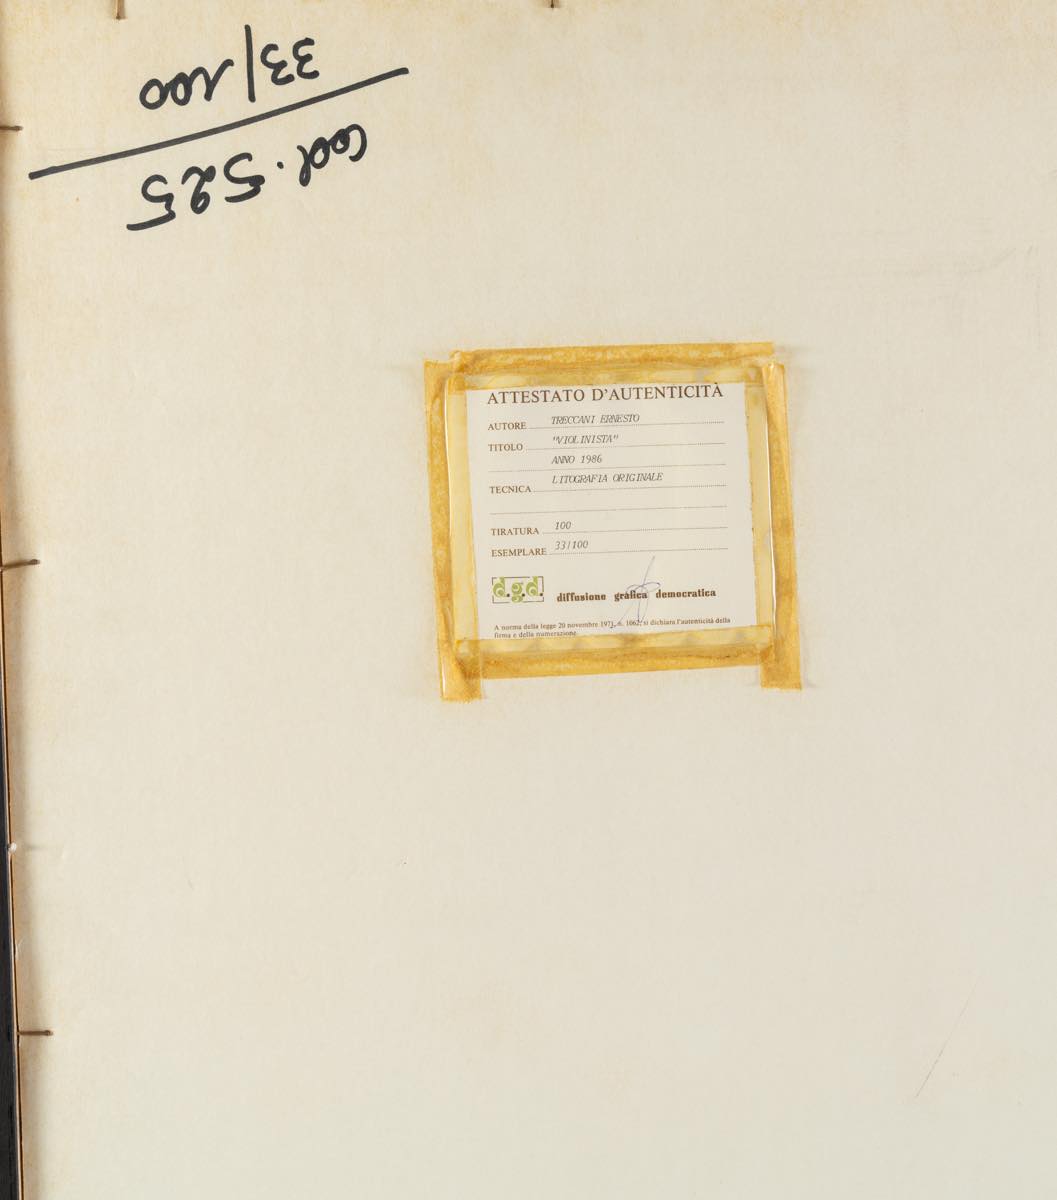 33/100
Cod. 525
ATTESTATO D'AUTENTICITÀ
AUTORE TRECCANI ERNESTO
TITOLO "VIOLINISTA"
ANNO 1986
TECNICA LITOGRAFIA ORIGINALE
TIRATURA 100
ESEMPLARE 33/100
d.g.d. diffusione grafica democratica
A norma della legge 20 novembre 1971, n. 1062, si dichiara l'autenticità della
firma e della numerazione.